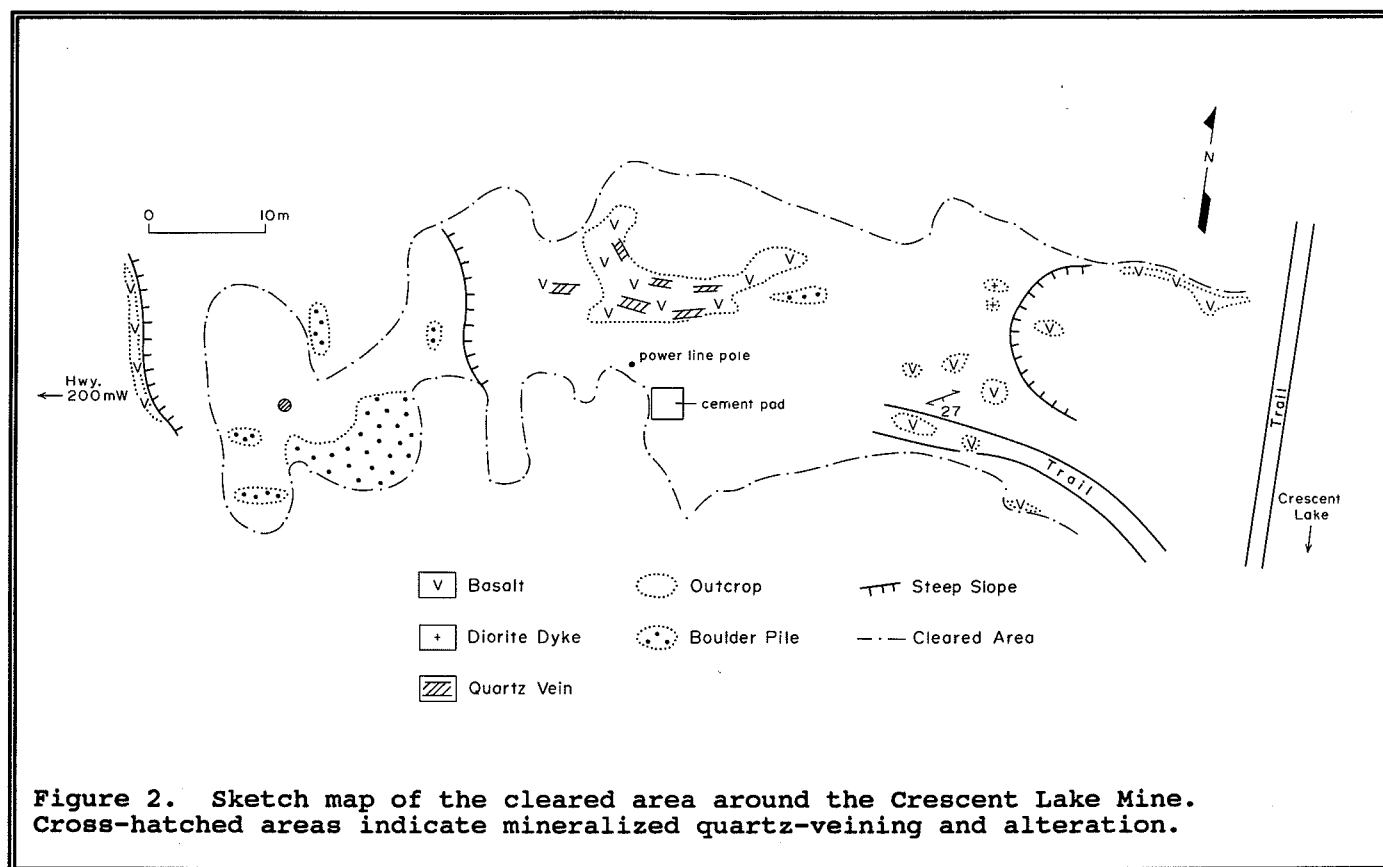 N
0 10m
Hwy.
200mW
power line pole
cement pad
27
Trail
Trail
Crescent
Lake
V Basalt
Outcrop
Steep Slope
+ Diorite Dyke
Boulder Pile
Cleared Area
Quartz Vein
Figure 2. Sketch map of the cleared area around the Crescent Lake Mine.
Cross-hatched areas indicate mineralized quartz-veining and alteration.